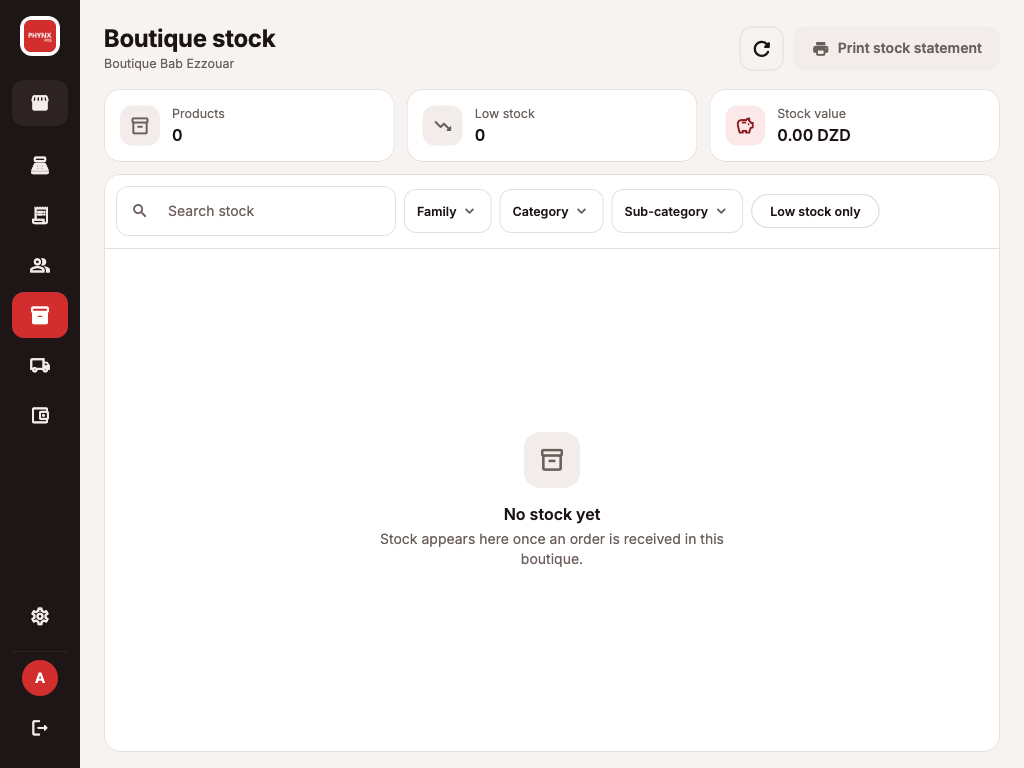 PHYNX
POS
Boutique stock
Boutique Bab Ezzouar
Print stock statement
Products
0
Low stock
0
Stock value
0.00 DZD
Search stock
Family
Category
Sub-category
Low stock only
No stock yet
Stock appears here once an order is received in this
boutique.
A